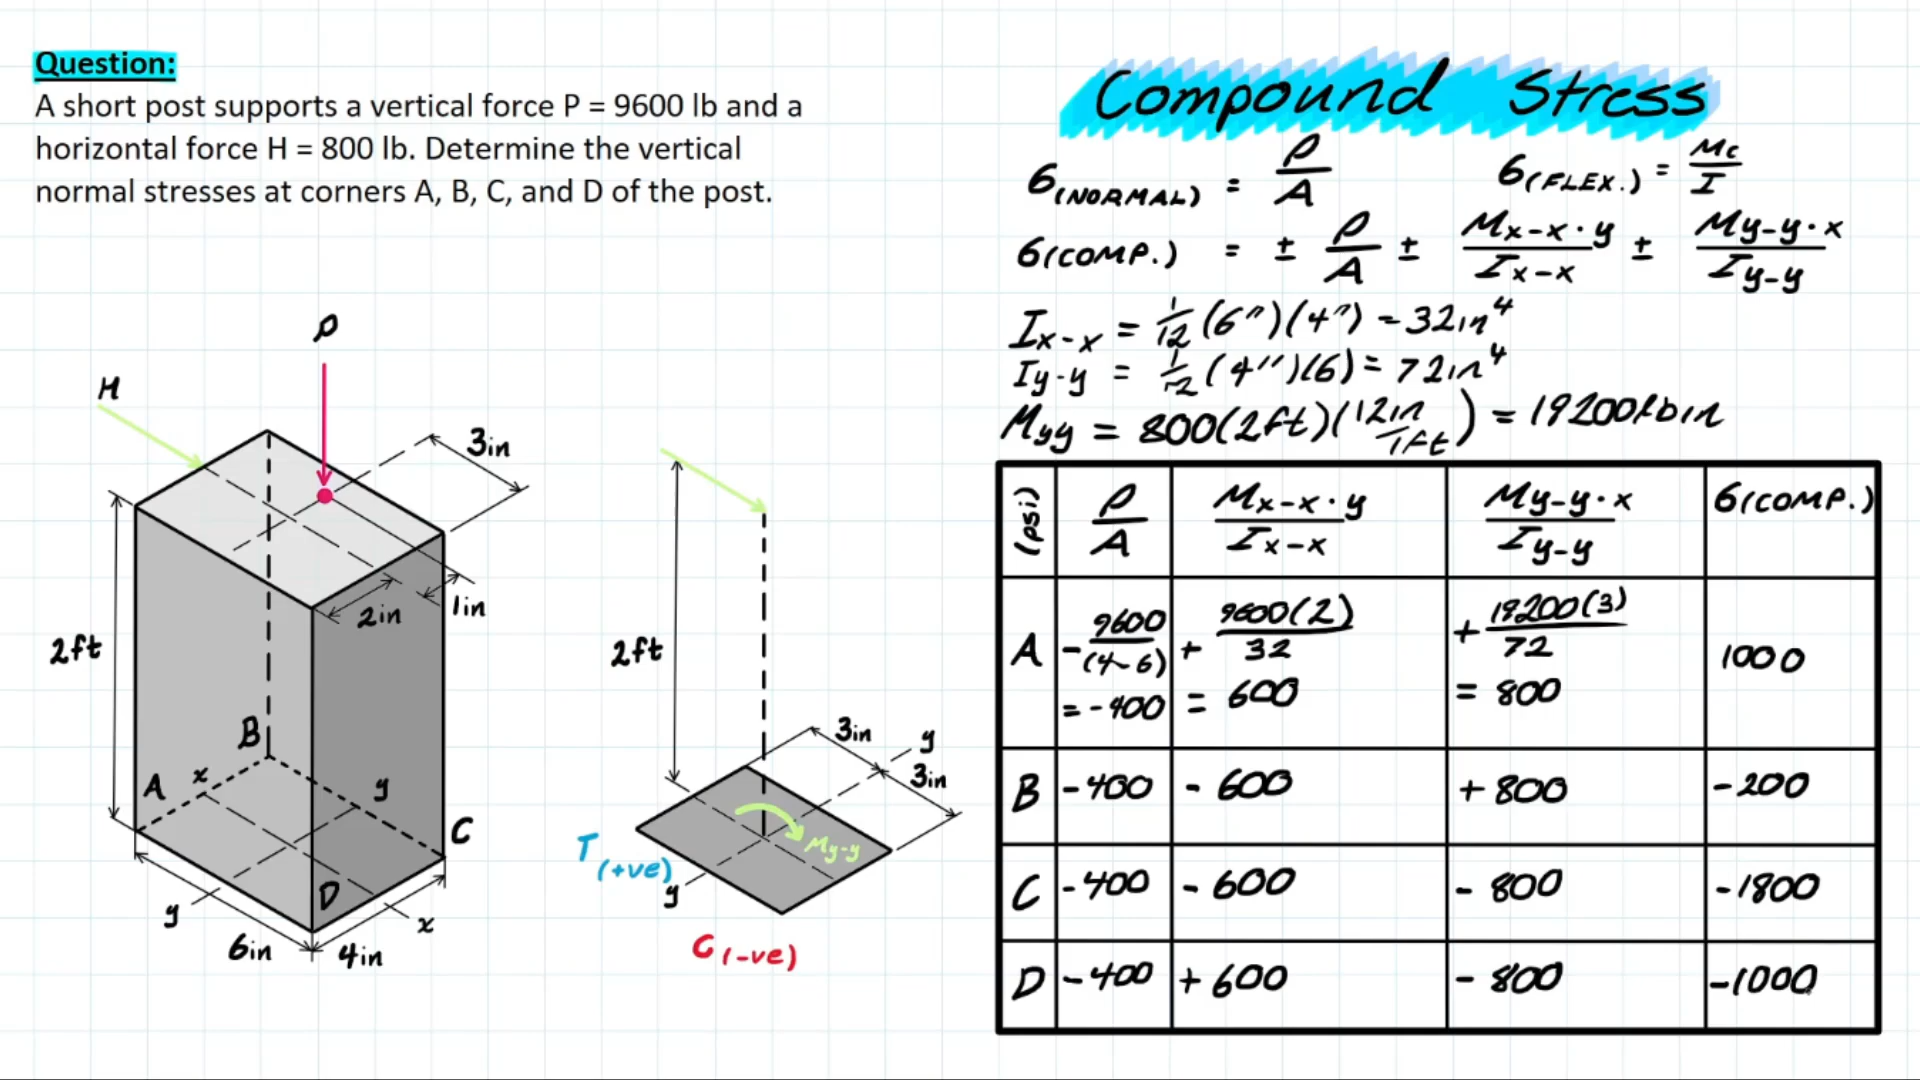 Question:
A short post supports a vertical force P = 9600 lb and a
horizontal force H = 800 lb. Determine the vertical
normal stresses at corners A, B, C, and D of the post.
Compound Stress
σ(NORMAL) = P/A
σ(FLEX.) = Mc/I
σ(COMP.) = ± P/A ± Mx-x·y/Ix-x ± My-y·x/Iy-y
Ix-x = 1/12 (6")(4") = 32in⁴
Iy-y = 1/12 (4")(6) = 72in⁴
Myy = 800(2ft)(12in/1ft) = 19200lbin
P
H
3in
2in
1in
2ft
B
A
x
y
C
D
y
x
6in
4in
2ft
3in
y
3in
My-y
T(+ve)
y
C(-ve)
(psi) P/A Mx-x·y/Ix-x My-y·x/Iy-y σ(COMP.)
A -9600/(4·6) = -400 + 9600(2)/32 = 600 + 19200(3)/72 = 800 1000
B -400 - 600 + 800 -200
C -400 - 600 - 800 -1800
D -400 + 600 - 800 -1000